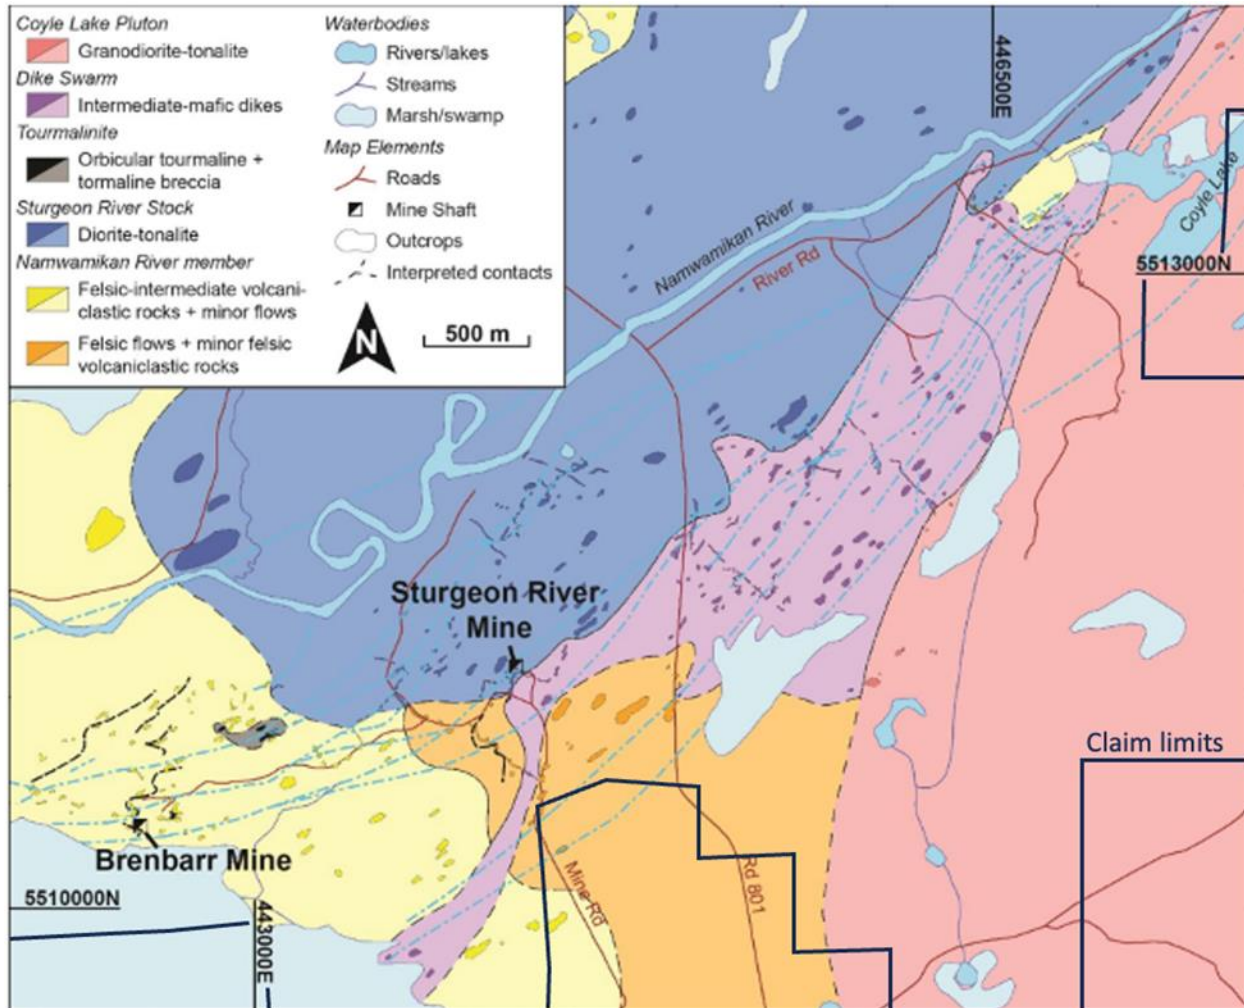 Coyle Lake Pluton
Granodiorite-tonalite
Dike Swarm
Intermediate-mafic dikes
Tourmalinite
Orbicular tourmaline +
tormaline breccia
Sturgeon River Stock
Diorite-tonalite
Namwamikan River member
Felsic-intermediate volcani-
clastic rocks + minor flows
Felsic flows + minor felsic
volcaniclastic rocks
Waterbodies
Rivers/lakes
Streams
Marsh/swamp
Map Elements
Roads
Mine Shaft
Outcrops
Interpreted contacts
N
500 m
446500E
Namwamikan River
River Rd
Coyle Lake
5513000N
Sturgeon River
Mine
Claim limits
Brenbarr Mine
Mine Rd
Rd 801
5510000N
443000E